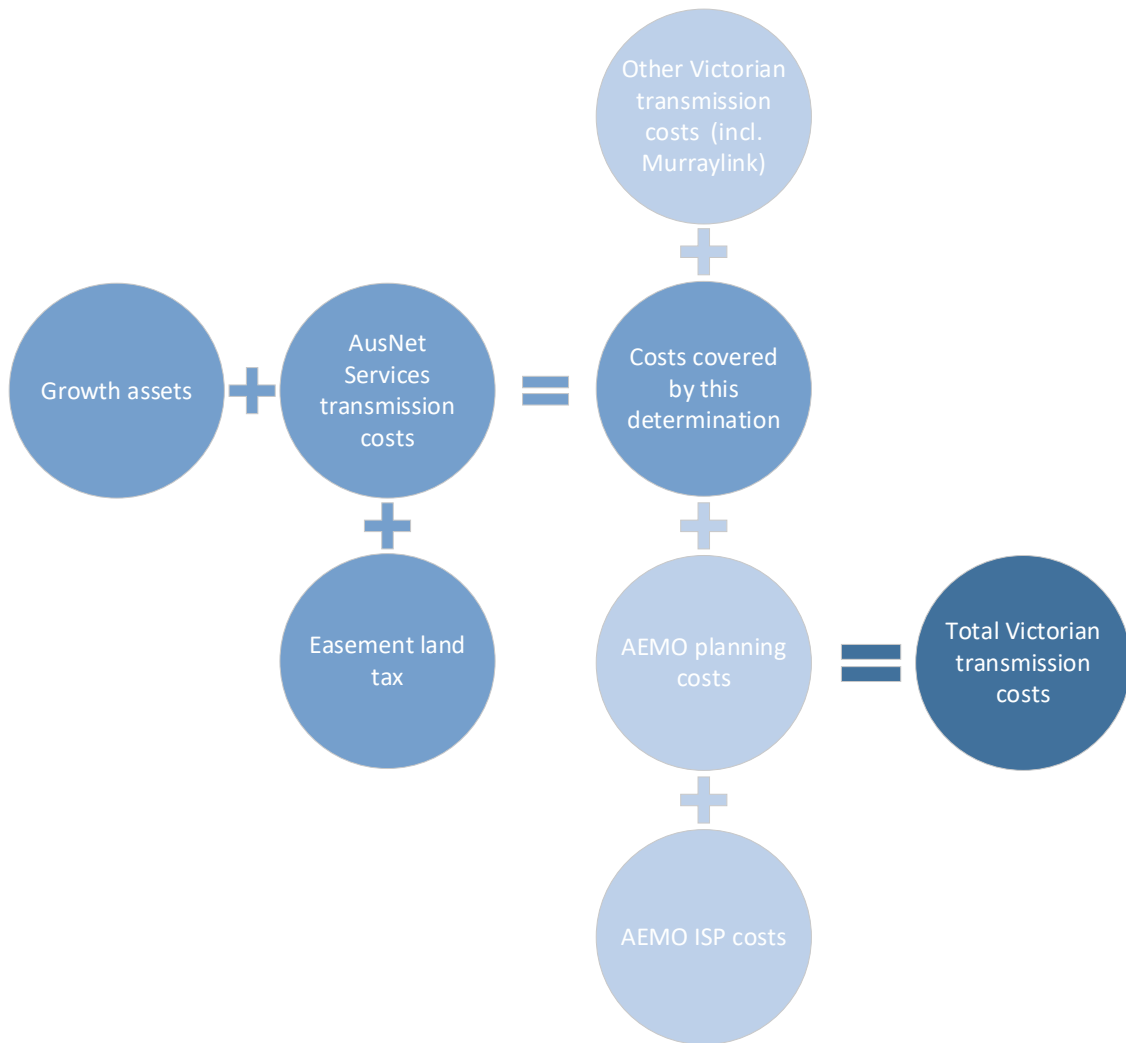 Other Victorian
transmission
costs (incl.
Murraylink)
Growth assets
AusNet
Services
transmission
costs
Costs covered
by this
determination
Easement land
tax
AEMO planning
costs
Total Victorian
transmission
costs
AEMO ISP costs